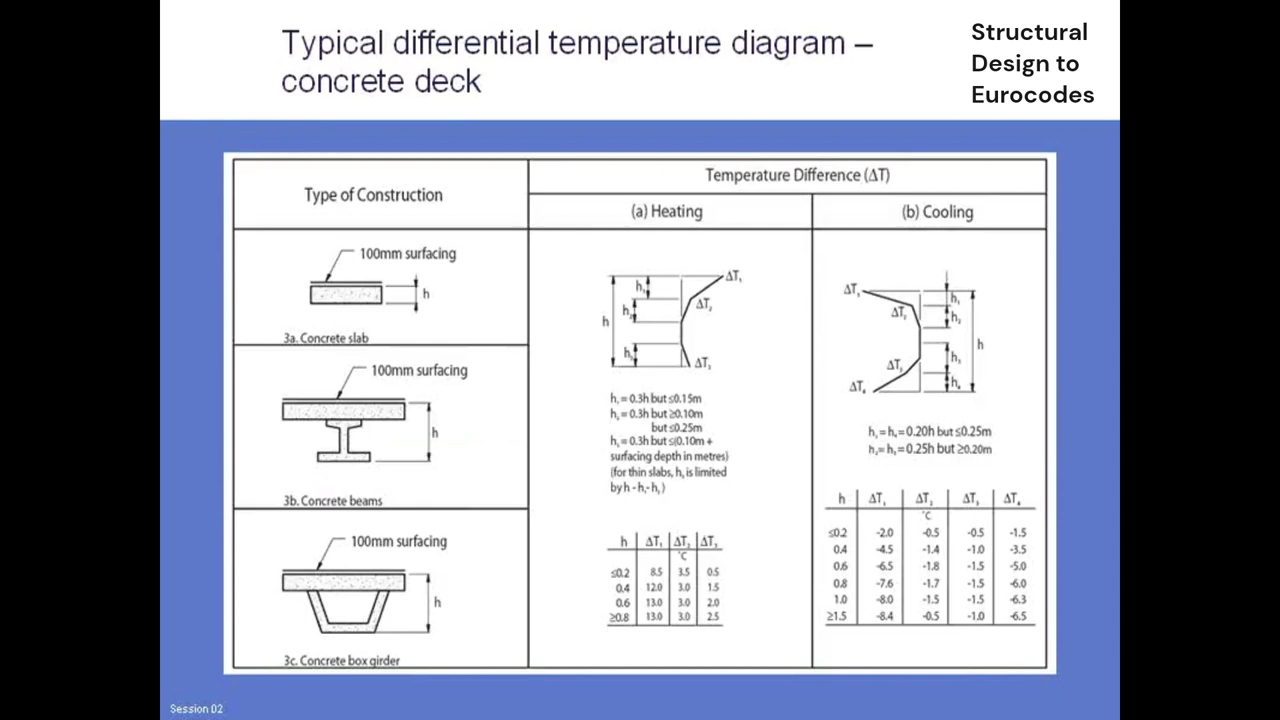 Typical differential temperature diagram –
concrete deck
Structural
Design to
Eurocodes
Type of Construction
Temperature Difference (ΔT)
(a) Heating
(b) Cooling
100mm surfacing
h
3a. Concrete slab
100mm surfacing
h
3b. Concrete beams
100mm surfacing
h
3c. Concrete box girder
ΔT₁
h₁
ΔT₂
h₂
h
h₃
ΔT₃
h₁ = 0.3h but ≤0.15m
h₂ = 0.3h but ≥0.10m
but ≤0.25m
h₃ = 0.3h but ≤(0.10m +
surfacing depth in metres)
(for thin slabs, h₃ is limited
by h - h₁- h₂)
h ΔT₁ ΔT₂ ΔT₃
°C
≤0.2 8.5 3.5 0.5
0.4 12.0 3.0 1.5
0.6 13.0 3.0 2.0
≥0.8 13.0 3.0 2.5
ΔT₁
h₁
ΔT₂
h₂
h
h₃
ΔT₃
h₄
ΔT₄
h₁ = h₄ = 0.20h but ≤0.25m
h₂= h₃ = 0.25h but ≥0.20m
h ΔT₁ ΔT₂ ΔT₃ ΔT₄
°C
≤0.2 -2.0 -0.5 -0.5 -1.5
0.4 -4.5 -1.4 -1.0 -3.5
0.6 -6.5 -1.8 -1.5 -5.0
0.8 -7.6 -1.7 -1.5 -6.0
1.0 -8.0 -1.5 -1.5 -6.3
≥1.5 -8.4 -0.5 -1.0 -6.5
Session 02